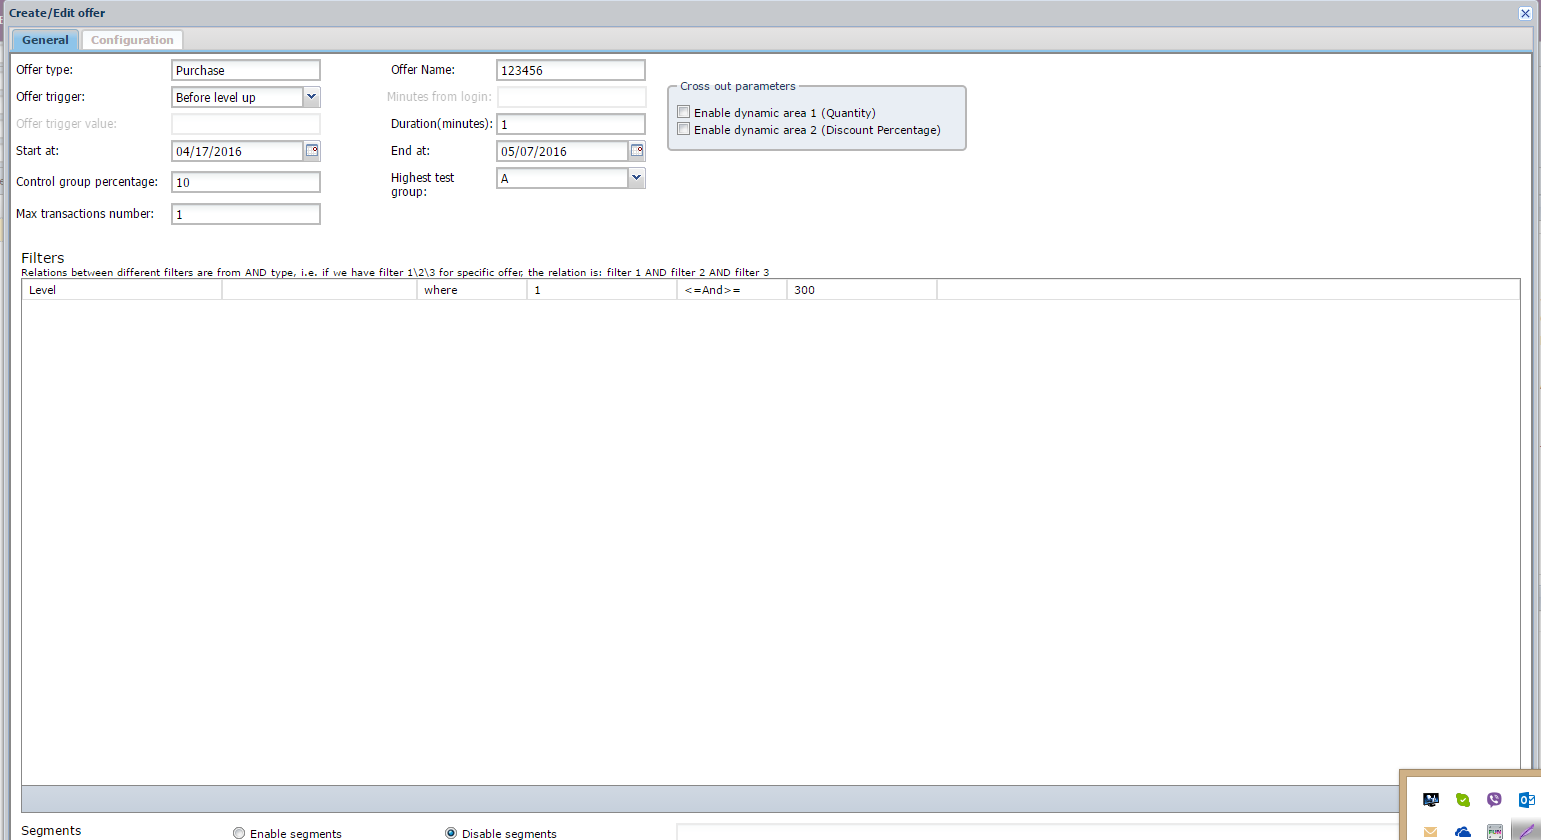 Create/Edit offer
General Configuration
Offer type: Purchase Offer Name: 123456
Cross out parameters
Offer trigger: Before level up Minutes from login:
Enable dynamic area 1 (Quantity)
Offer trigger value: Duration(minutes): 1
Enable dynamic area 2 (Discount Percentage)
Start at: 04/17/2016 End at: 05/07/2016
Control group percentage: 10 Highest test group: A
Max transactions number: 1
Filters
Relations between different filters are from AND type, i.e. if we have filter 1\2\3 for specific offer, the relation is: filter 1 AND filter 2 AND filter 3
Level where 1 <=And>= 300
Segments Enable segments Disable segments